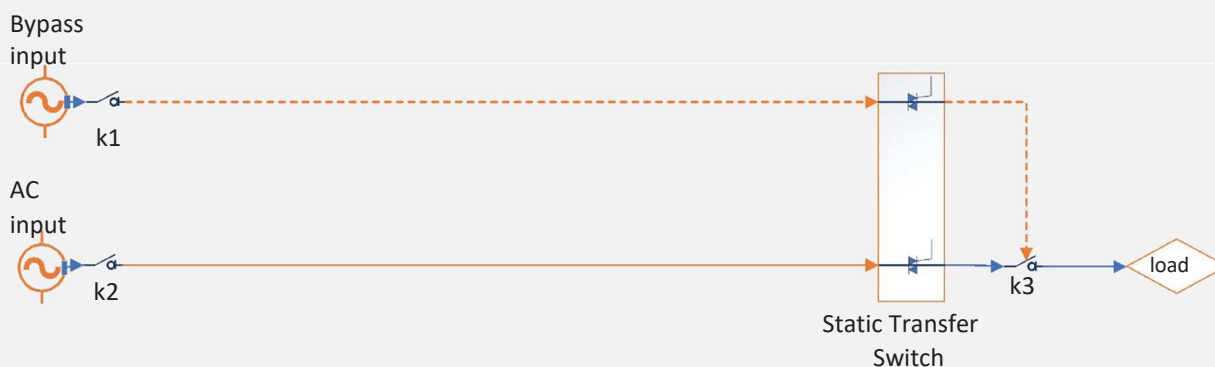 Bypass
input
k1
AC
input
k2
k3
load
Static Transfer
Switch